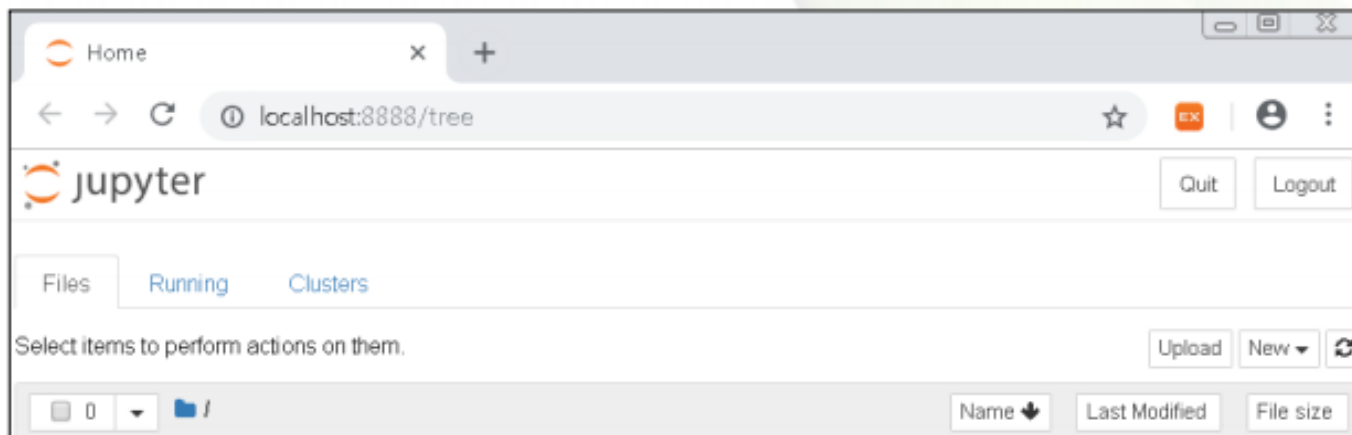 Home
localhost:8888/tree
EX
jupyter
Quit Logout
Files Running Clusters
Select items to perform actions on them.
Upload New
0 /
Name Last Modified File size